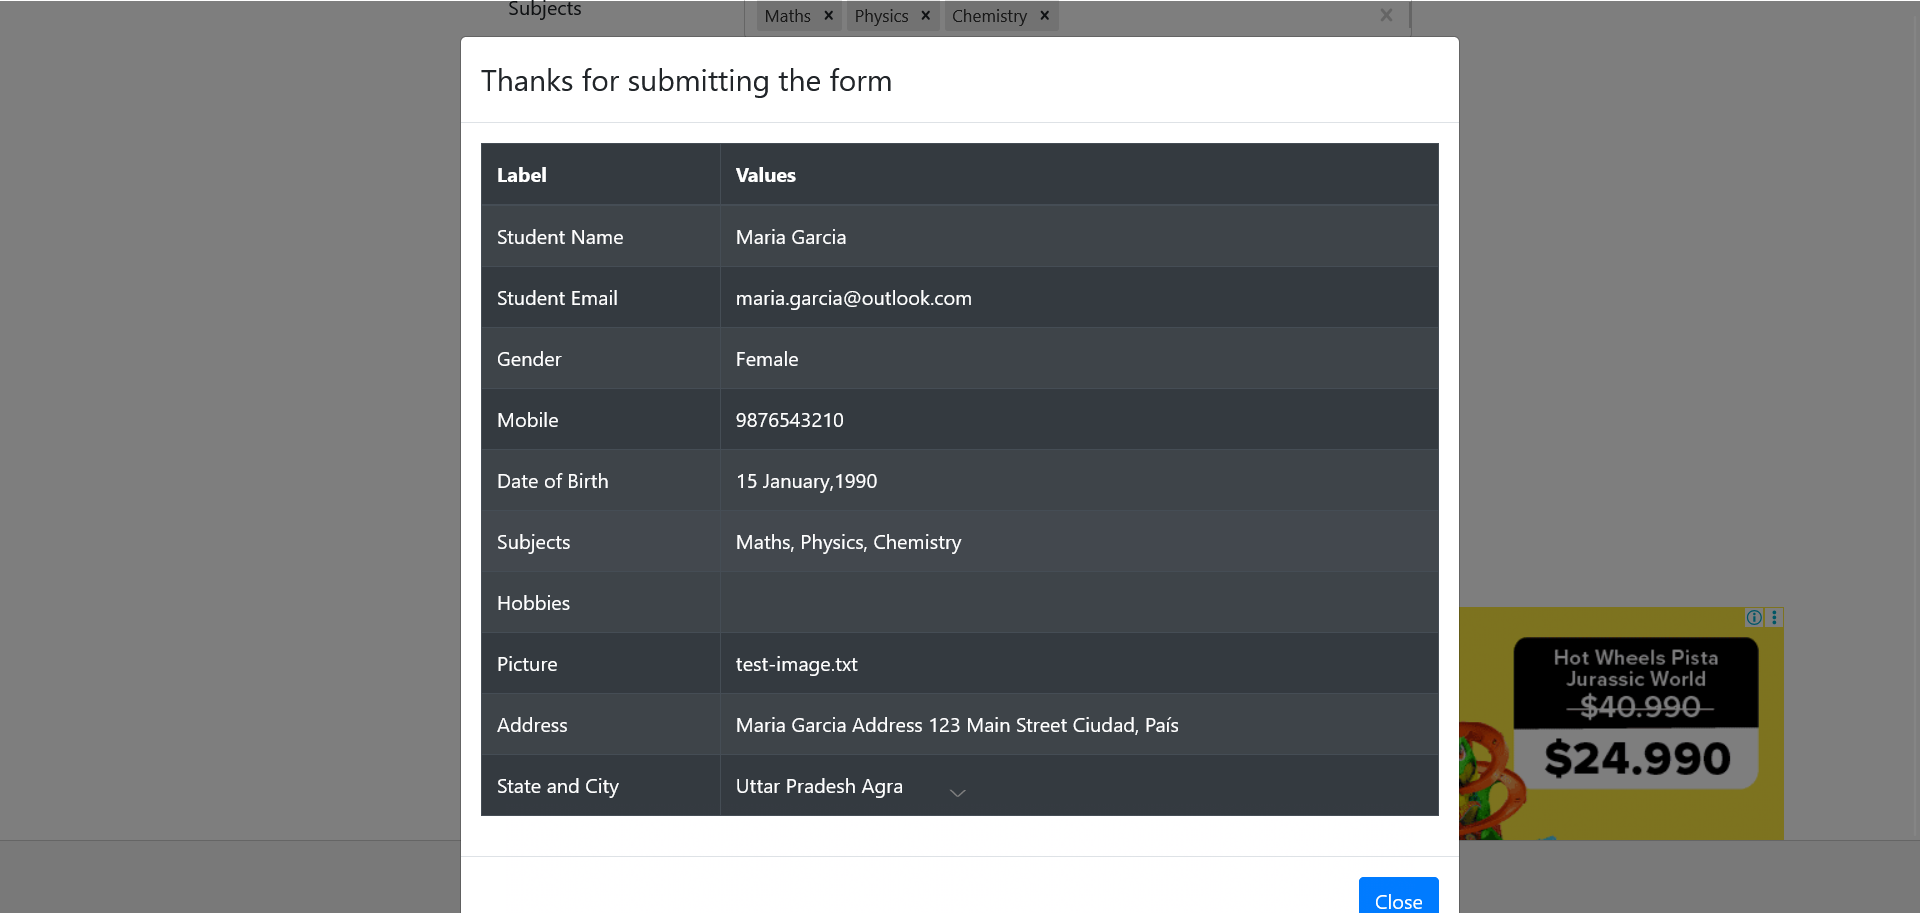 Subjects
Maths × Physics × Chemistry × ×
Thanks for submitting the form
Label Values
Student Name Maria Garcia
Student Email maria.garcia@outlook.com
Gender Female
Mobile 9876543210
Date of Birth 15 January,1990
Subjects Maths, Physics, Chemistry
Hobbies
Picture test-image.txt
Address Maria Garcia Address 123 Main Street Ciudad, País
State and City Uttar Pradesh Agra
Close
Hot Wheels Pista
Jurassic World
$40.990
$24.990